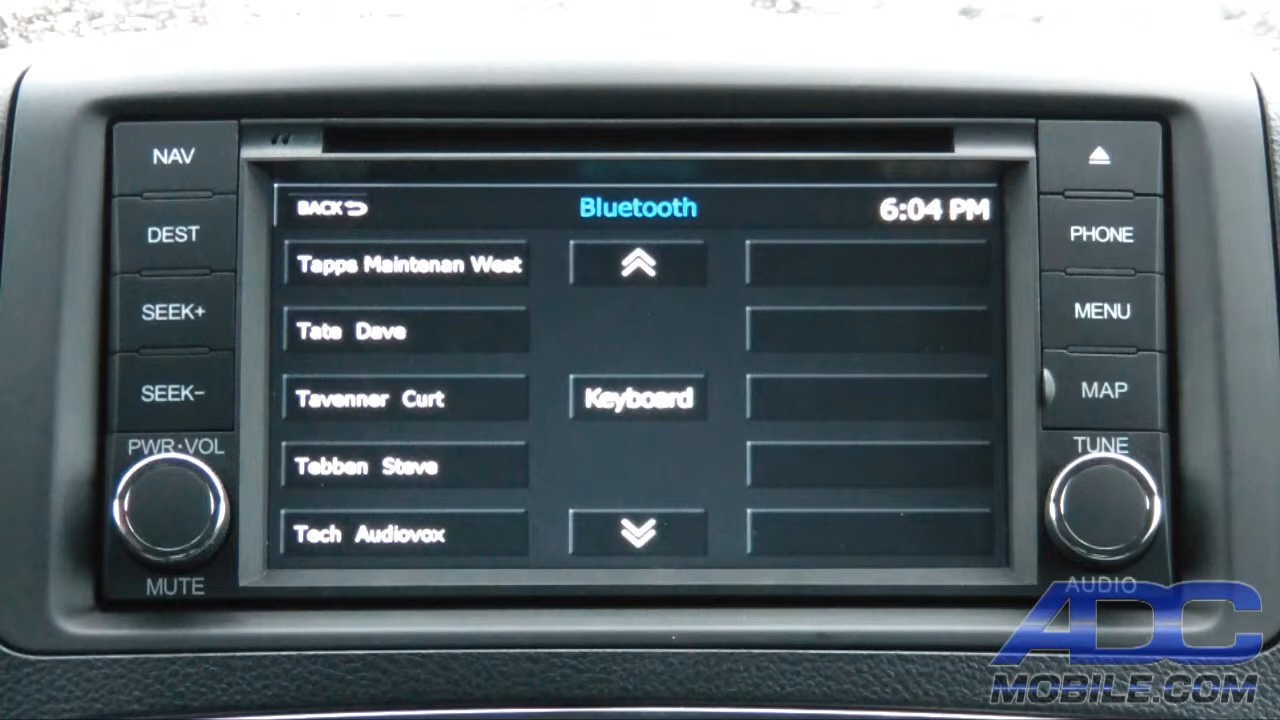 NAV
DEST
SEEK+
SEEK-
PWR·VOL
MUTE
BACK
Bluetooth
6:04 PM
Tapps Maintenan West
Tate Dave
Tavenner Curt
Tebben Steve
Tech Audiovox
Keyboard
PHONE
MENU
MAP
TUNE
AUDIO
ADC
MOBILE.COM